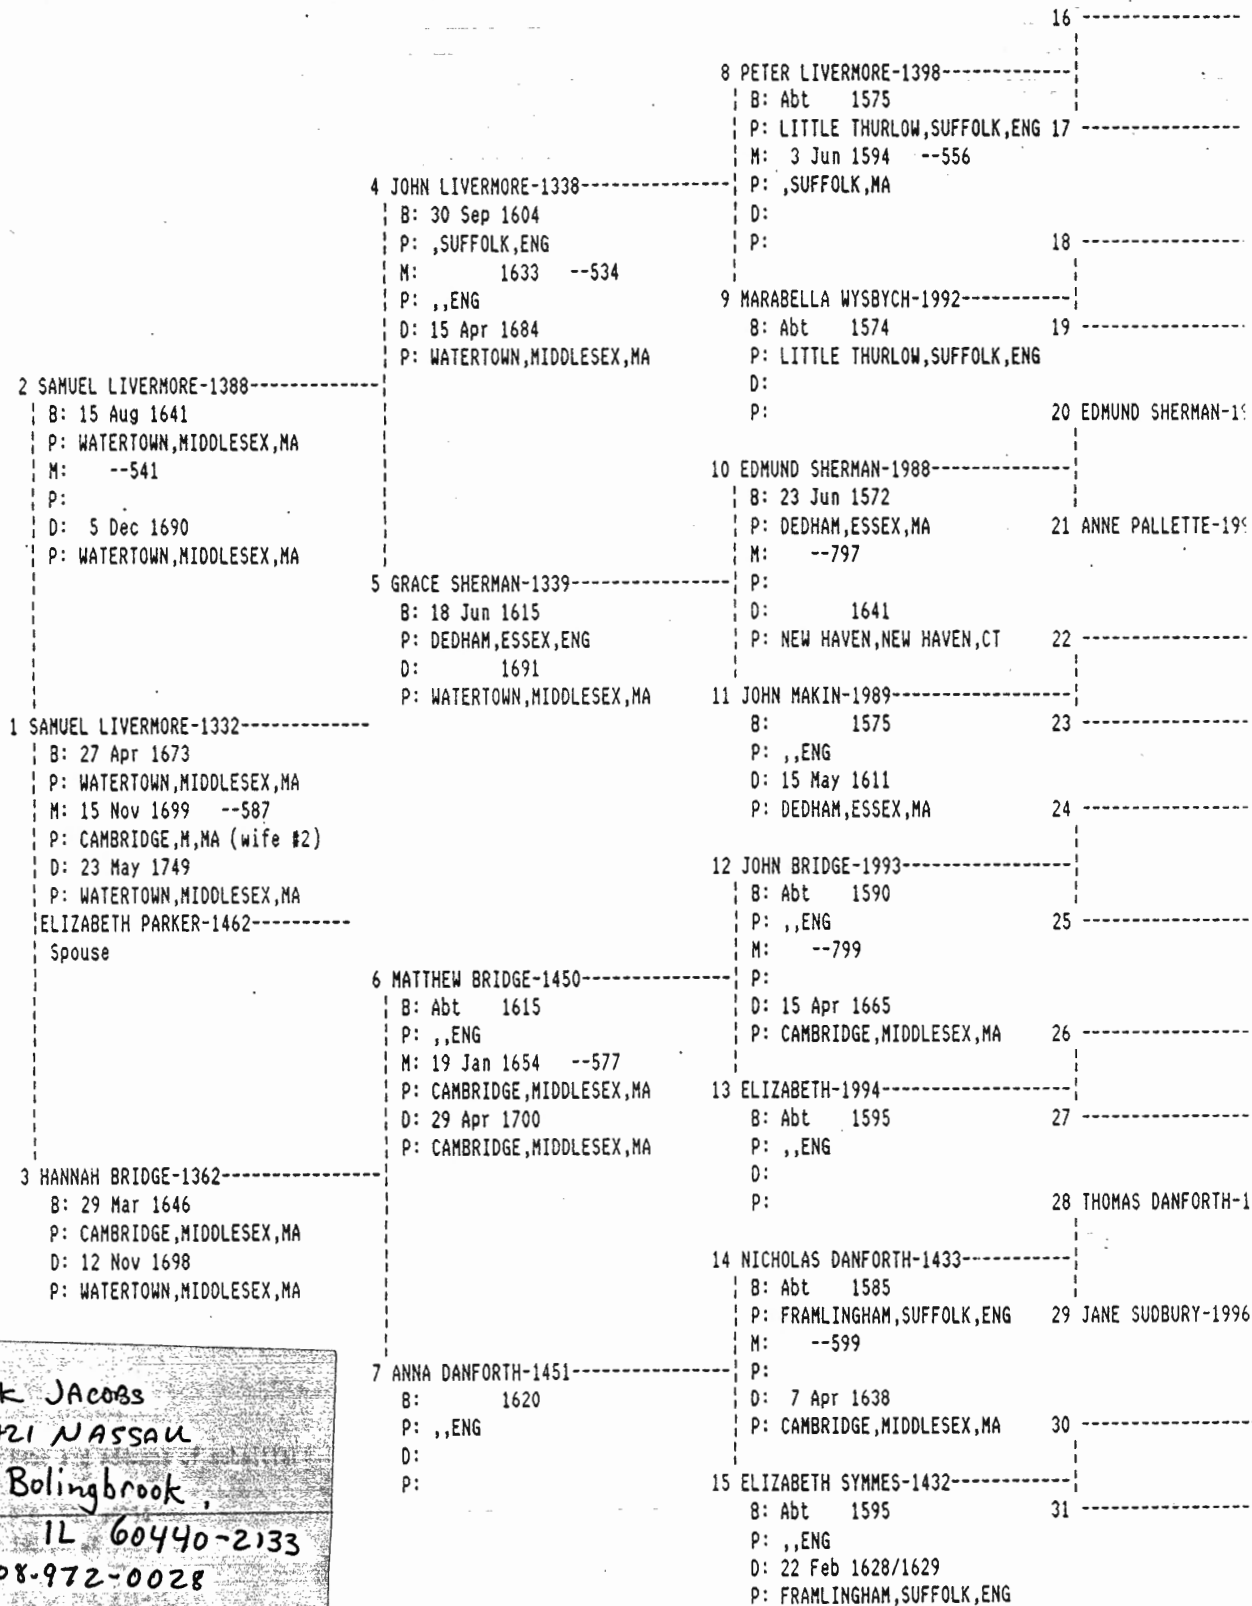 16 ---------------
8 PETER LIVERMORE-1398-------------
B: Abt 1575
P: LITTLE THURLOW,SUFFOLK,ENG
17 ---------------
M: 3 Jun 1594 --556
P: ,SUFFOLK,MA
D:
P:
18 ---------------
4 JOHN LIVERMORE-1338---------------
B: 30 Sep 1604
P: ,SUFFOLK,ENG
M: 1633 --534
P: ,,ENG
D: 15 Apr 1684
P: WATERTOWN,MIDDLESEX,MA
9 MARABELLA WYSBYCH-1992-----------
B: Abt 1574
19 ---------------
P: LITTLE THURLOW,SUFFOLK,ENG
D:
P:
20 EDMUND SHERMAN-19
2 SAMUEL LIVERMORE-1388-------------
B: 15 Aug 1641
P: WATERTOWN,MIDDLESEX,MA
M: --541
P:
D: 5 Dec 1690
P: WATERTOWN,MIDDLESEX,MA
10 EDMUND SHERMAN-1988--------------
B: 23 Jun 1572
P: DEDHAM,ESSEX,MA
21 ANNE PALLETTE-199
M: --797
P:
D: 1641
P: NEW HAVEN,NEW HAVEN,CT
22 ---------------
5 GRACE SHERMAN-1339----------------
B: 18 Jun 1615
P: DEDHAM,ESSEX,ENG
D: 1691
P: WATERTOWN,MIDDLESEX,MA
11 JOHN MAKIN-1989------------------
B: 1575
23 ---------------
P: ,,ENG
D: 15 May 1611
P: DEDHAM,ESSEX,MA
24 ---------------
1 SAMUEL LIVERMORE-1332-------------
B: 27 Apr 1673
P: WATERTOWN,MIDDLESEX,MA
M: 15 Nov 1699 --587
P: CAMBRIDGE,M,MA (wife #2)
D: 23 May 1749
P: WATERTOWN,MIDDLESEX,MA
ELIZABETH PARKER-1462----------
Spouse
12 JOHN BRIDGE-1993-----------------
B: Abt 1590
P: ,,ENG
25 ---------------
M: --799
P:
D: 15 Apr 1665
P: CAMBRIDGE,MIDDLESEX,MA
26 ---------------
6 MATTHEW BRIDGE-1450---------------
B: Abt 1615
P: ,,ENG
M: 19 Jan 1654 --577
P: CAMBRIDGE,MIDDLESEX,MA
D: 29 Apr 1700
P: CAMBRIDGE,MIDDLESEX,MA
13 ELIZABETH-1994-------------------
B: Abt 1595
27 ---------------
P: ,,ENG
D:
P:
28 THOMAS DANFORTH-1
3 HANNAH BRIDGE-1362----------------
B: 29 Mar 1646
P: CAMBRIDGE,MIDDLESEX,MA
D: 12 Nov 1698
P: WATERTOWN,MIDDLESEX,MA
14 NICHOLAS DANFORTH-1433-----------
B: Abt 1585
P: FRAMLINGHAM,SUFFOLK,ENG
29 JANE SUDBURY-1996
M: --599
P:
D: 7 Apr 1638
P: CAMBRIDGE,MIDDLESEX,MA
30 ---------------
7 ANNA DANFORTH-1451----------------
B: 1620
P: ,,ENG
D:
P:
15 ELIZABETH SYMMES-1432------------
B: Abt 1595
31 ---------------
P: ,,ENG
D: 22 Feb 1628/1629
P: FRAMLINGHAM,SUFFOLK,ENG
K JACOBS
21 NASSAU
Bolingbrook,
IL 60440-2133
08-972-0028